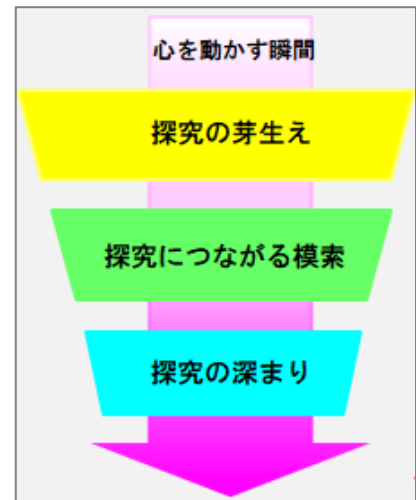 心を動かす瞬間
探究の芽生え
探究につながる模索
探究の深まり